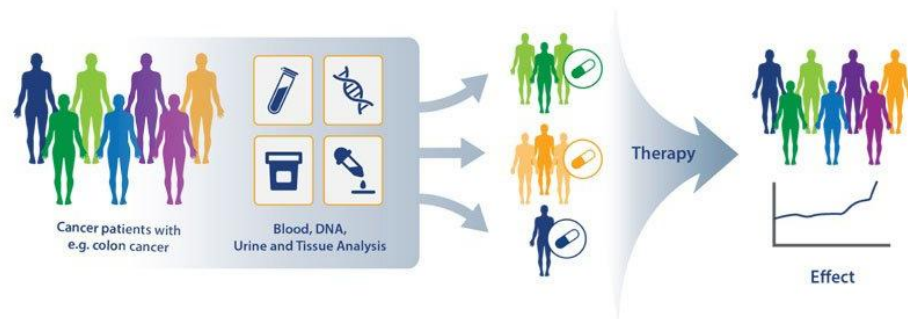 Cancer patients with
e.g. colon cancer
Blood, DNA,
Urine and Tissue Analysis
Therapy
Effect